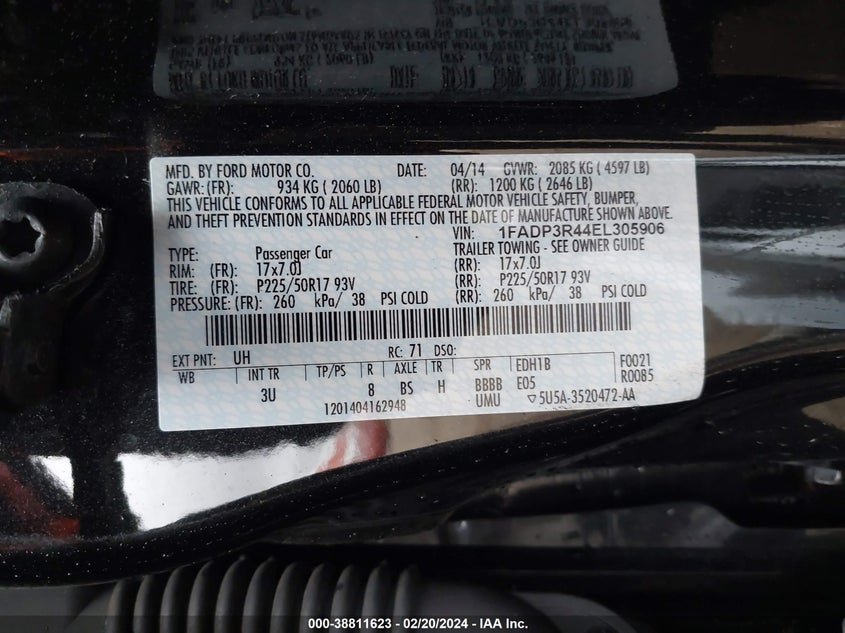 MFD. BY FORD MOTOR CO. DATE: 04/14 GVWR: 2085 KG ( 4597 LB)
GAWR:(FR): 934 KG ( 2060 LB) (RR): 1200 KG ( 2646 LB)
THIS VEHICLE CONFORMS TO ALL APPLICABLE FEDERAL MOTOR VEHICLE SAFETY, BUMPER,
AND THEFT PREVENTION STANDARDS IN EFFECT ON THE DATE OF MANUFACTURE SHOWN ABOVE.
VIN: 1FADP3R44EL305906
TYPE: Passenger Car TRAILER TOWING - SEE OWNER GUIDE
RIM: (FR): 17x7.0J (RR): 17x7.0J
TIRE: (FR): P225/50R17 93V (RR): P225/50R17 93V
PRESSURE: (FR): 260 kPa/ 38 PSI COLD (RR): 260 kPa/ 38 PSI COLD
EXT PNT: UH RC: 71 DSO:
WB INT TR TP/PS R AXLE TR SPR EDH1B F0021
3U 8 BS H BBBB E05 R00B5
1201404162948 UMU ▽5U5A-3520472-AA
000-38811623 - 02/20/2024 - IAA Inc.